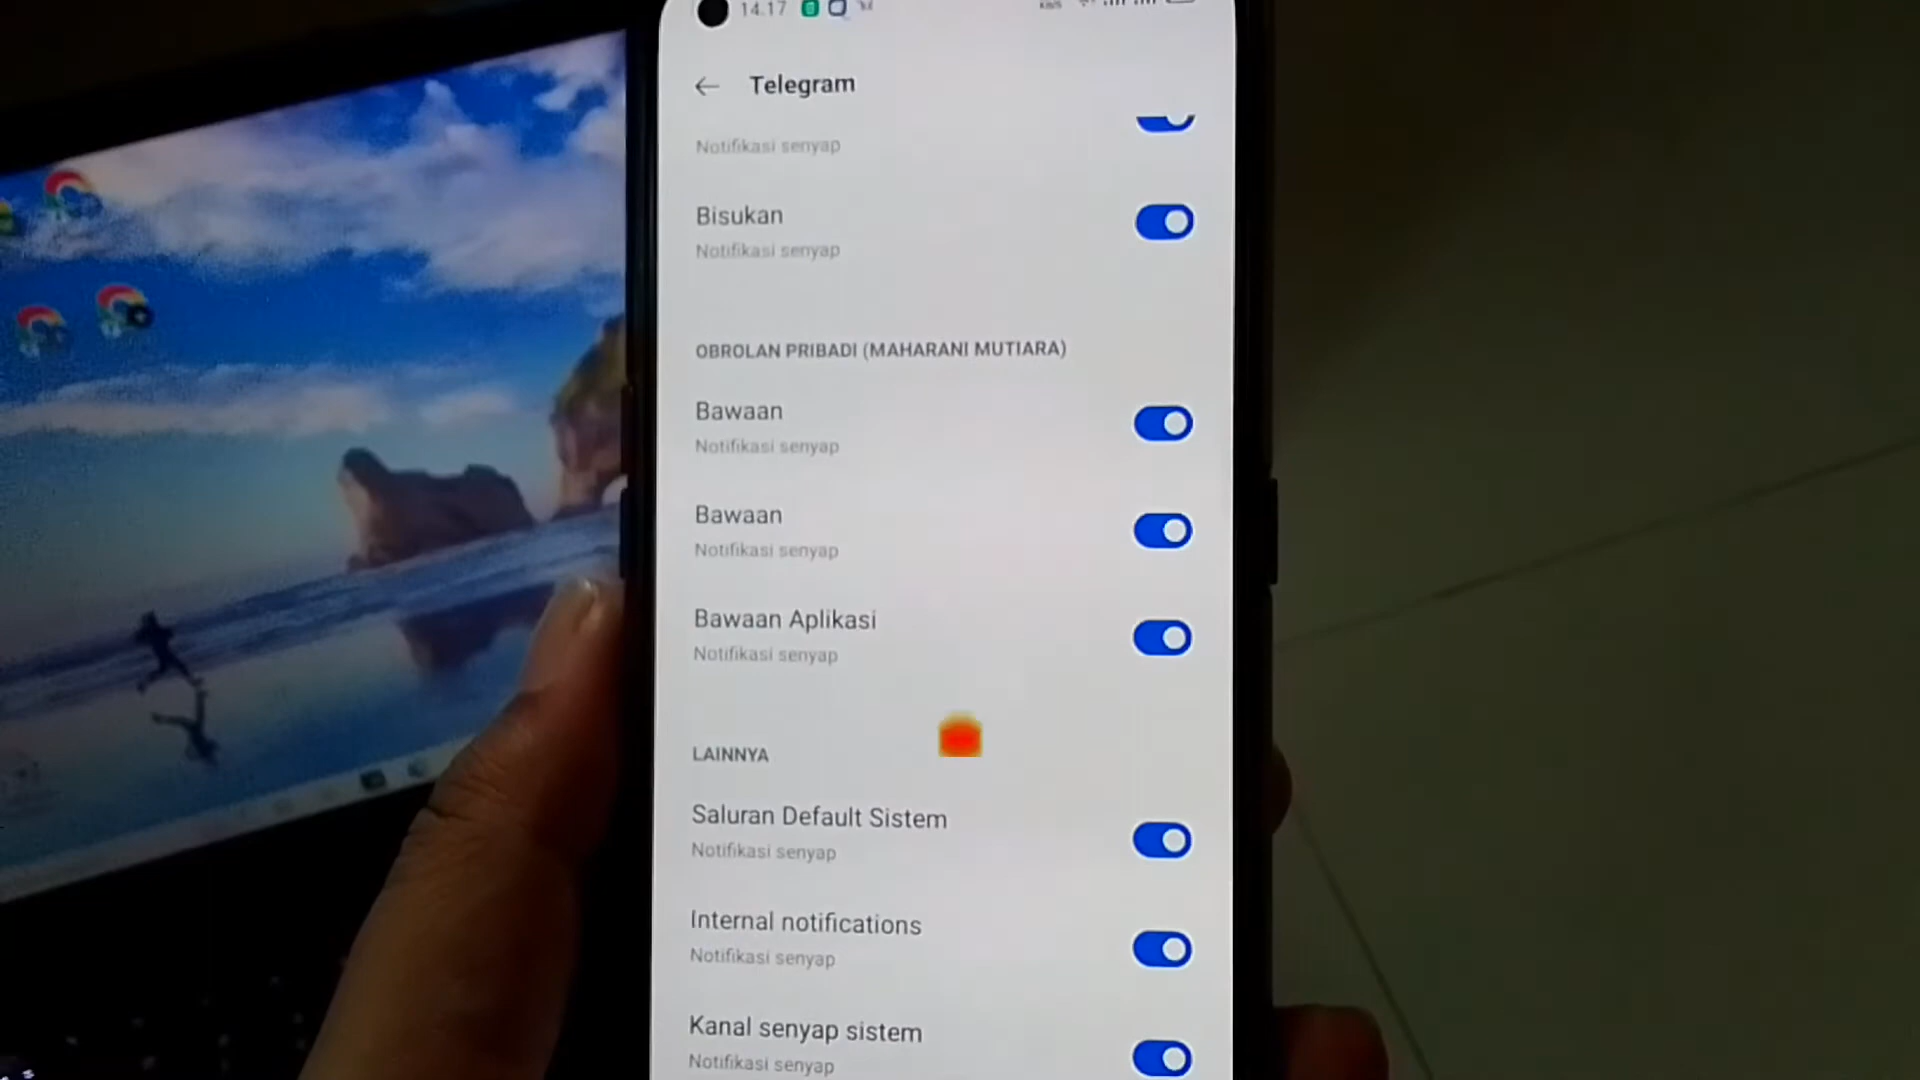 14.17
Telegram
Notifikasi senyap
Bisukan
Notifikasi senyap
OBROLAN PRIBADI (MAHARANI MUTIARA)
Bawaan
Notifikasi senyap
Bawaan
Notifikasi senyap
Bawaan Aplikasi
Notifikasi senyap
LAINNYA
Saluran Default Sistem
Notifikasi senyap
Internal notifications
Notifikasi senyap
Kanal senyap sistem
Notifikasi senyap